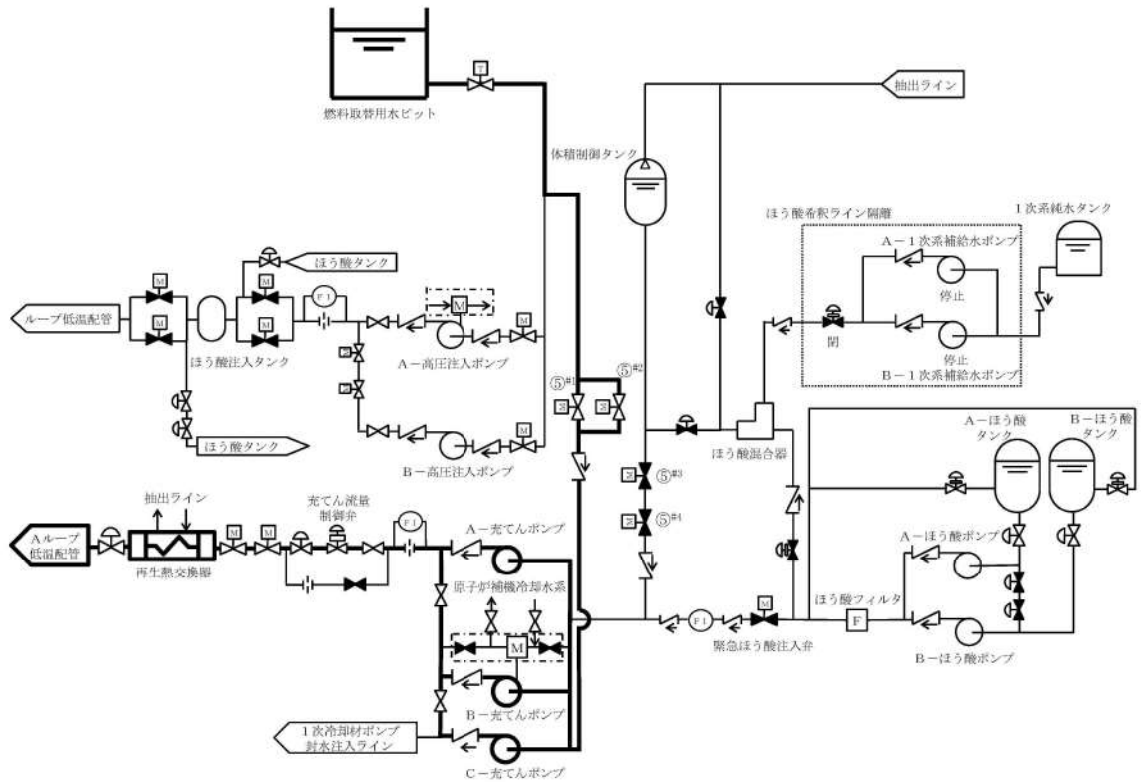 燃料取替用水ピット
T
抽出ライン
体積制御タンク
ほう酸希釈ライン隔離
1次系純水タンク
A-1次系補給水ポンプ
停止
閉
停止
B-1次系補給水ポンプ
ほう酸タンク
M
M
FI
M
M
ループ低温配管
M
M
ほう酸注入タンク
A-高圧注入ポンプ
M
M
⑤#1
⑤#2
M
M
M
ほう酸タンク
B-高圧注入ポンプ
ほう酸混合器
A-ほう酸
タンク
B-ほう酸
タンク
M
⑤#3
M
⑤#4
抽出ライン
充てん流量
制御弁
FI
M
M
Aループ
低温配管
再生熱交換器
A-充てんポンプ
原子炉補機冷却水系
M
B-充てんポンプ
1次冷却材ポンプ
封水注入ライン
C-充てんポンプ
FI
M
緊急ほう酸注入弁
ほう酸フィルタ
F
A-ほう酸ポンプ
B-ほう酸ポンプ